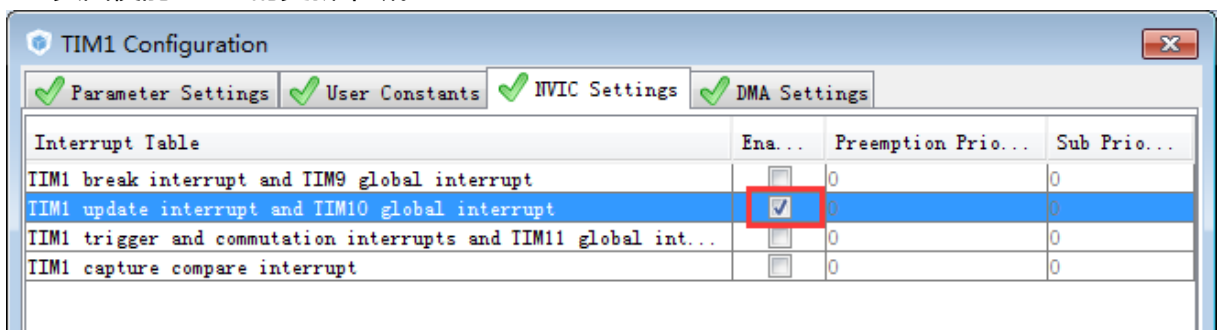 TIM1 Configuration
Parameter Settings User Constants NVIC Settings DMA Settings
Interrupt Table Ena... Preemption Prio... Sub Prio...
TIM1 break interrupt and TIM9 global interrupt 0 0
TIM1 update interrupt and TIM10 global interrupt 0 0
TIM1 trigger and commutation interrupts and TIM11 global int... 0 0
TIM1 capture compare interrupt 0 0